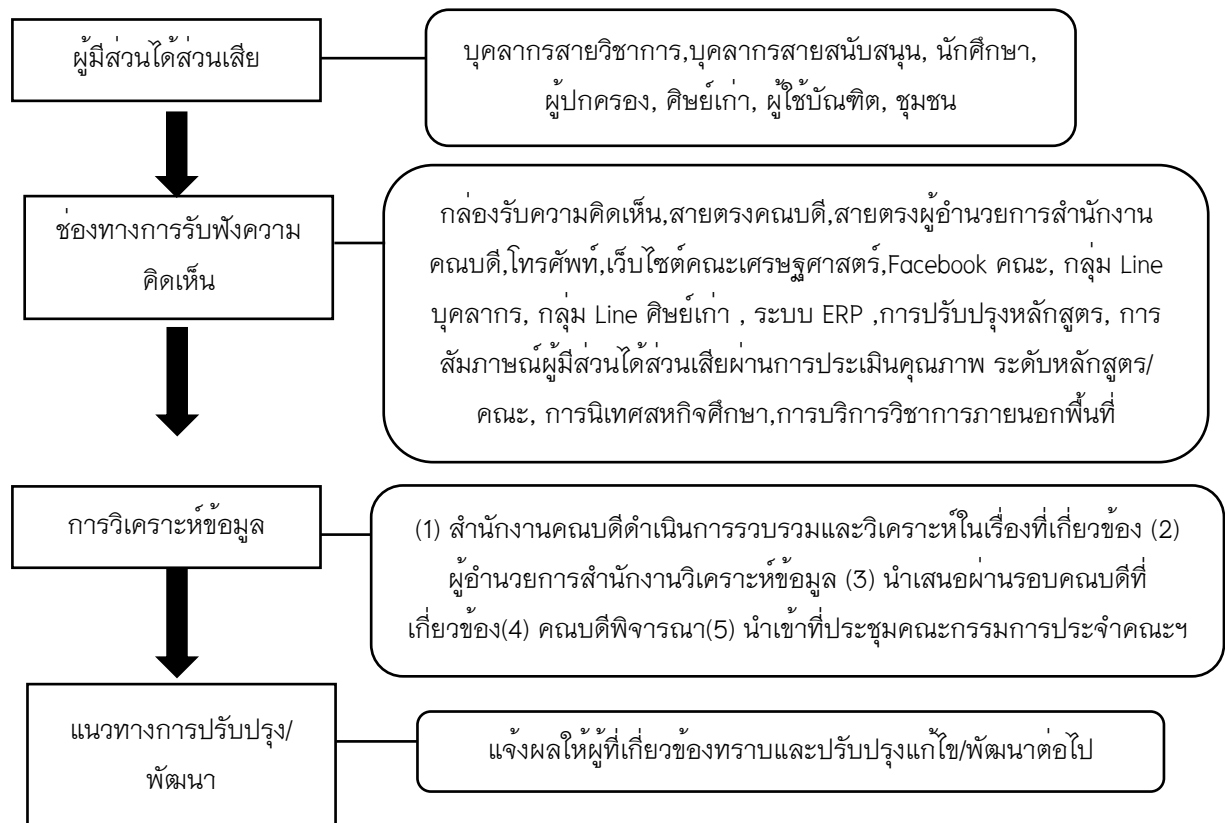 ผู้มีส่วนได้ส่วนเสีย
บุคลากรสายวิชาการ,บุคลากรสายสนับสนุน, นักศึกษา,
ผู้ปกครอง, ศิษย์เก่า, ผู้ใช้บัณฑิต, ชุมชน
ช่องทางการรับฟังความ
คิดเห็น
กล่องรับความคิดเห็น,สายตรงคณบดี,สายตรงผู้อำนวยการสำนักงาน
คณบดี,โทรศัพท์,เว็บไซต์คณะเศรษฐศาสตร์,Facebook คณะ, กลุ่ม Line
บุคลากร, กลุ่ม Line ศิษย์เก่า , ระบบ ERP ,การปรับปรุงหลักสูตร, การ
สัมภาษณ์ผู้มีส่วนได้ส่วนเสียผ่านการประเมินคุณภาพ ระดับหลักสูตร/
คณะ, การนิเทศสหกิจศึกษา,การบริการวิชาการภายนอกพื้นที่
การวิเคราะห์ข้อมูล
(1) สำนักงานคณบดีดำเนินการรวบรวมและวิเคราะห์ในเรื่องที่เกี่ยวข้อง (2)
ผู้อำนวยการสำนักงานวิเคราะห์ข้อมูล (3) นำเสนอผ่านรอบคณบดีที่
เกี่ยวข้อง(4) คณบดีพิจารณา(5) นำเข้าที่ประชุมคณะกรรมการประจำคณะฯ
แนวทางการปรับปรุง/
พัฒนา
แจ้งผลให้ผู้ที่เกี่ยวข้องทราบและปรับปรุงแก้ไข/พัฒนาต่อไป